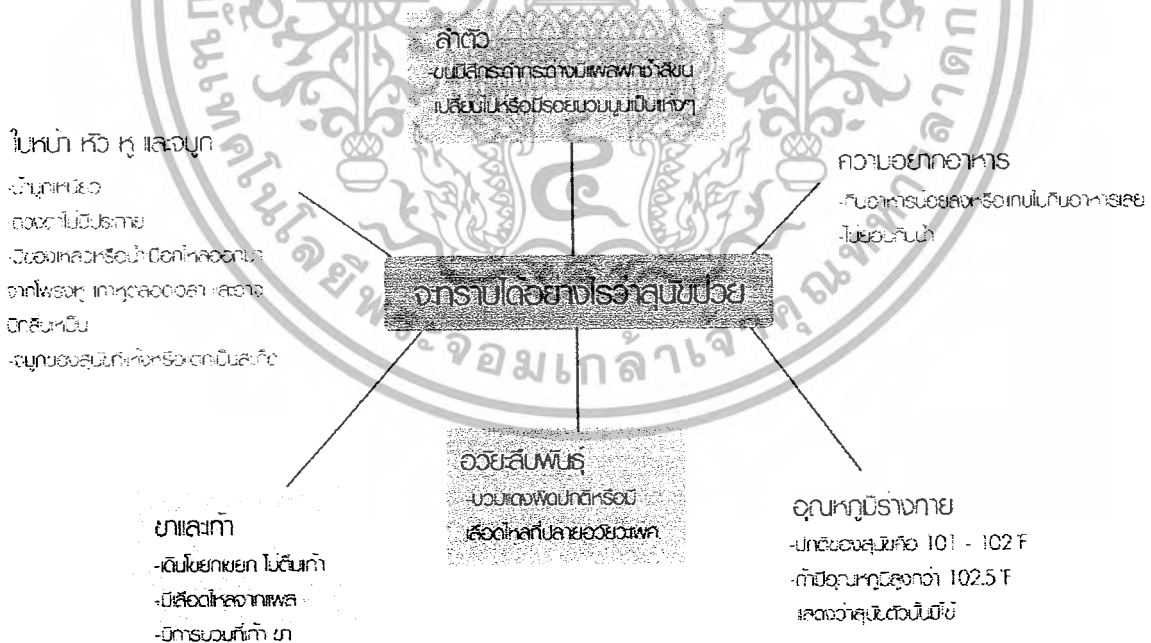 ลำตัว
-ขนมีสีกระดำกระด่างมีแผลฟกช้ำสีขน
เปลี่ยนไปหรือมีรอยบวมนูนเป็นแห่งๆ
ใบหน้า หัว หู และจมูก
-น้ำมูกเหนียว
-ดวงตาไม่มีประกาย
-มีของเหลวหรือน้ำเมือกไหลออกมา
จากโพรงหู เกาหูตลอดเวลา และอาจ
มีกลิ่นเหม็น
-จมูกของสุนัขแห้งหรือแตกเป็นสะเก็ด
ความอยากอาหาร
-กินอาหารน้อยลงหรือแทบไม่กินอาหารเลย
-ไม่ยอมกินน้ำ
จะทราบได้อย่างไรว่าสุนัขป่วย
ขาและเท้า
-เดินโขยกเขยก ไม่เต็มเท้า
-มีเลือดไหลจากแผล
-มีการบวมที่เท้า ขา
อวัยะสืบพันธุ์
-บวมแดงผิดปกติหรือมี
เลือดไหลที่ปลายอวัยวะเพศ
อุณหภูมิร่างกาย
-ปกติของสุนัขคือ 101 - 102 ํF
-ถ้ามีอุณหภูมิสูงกว่า 102.5 ํF
แสดงว่าสุนัขตัวนั้นมีไข้